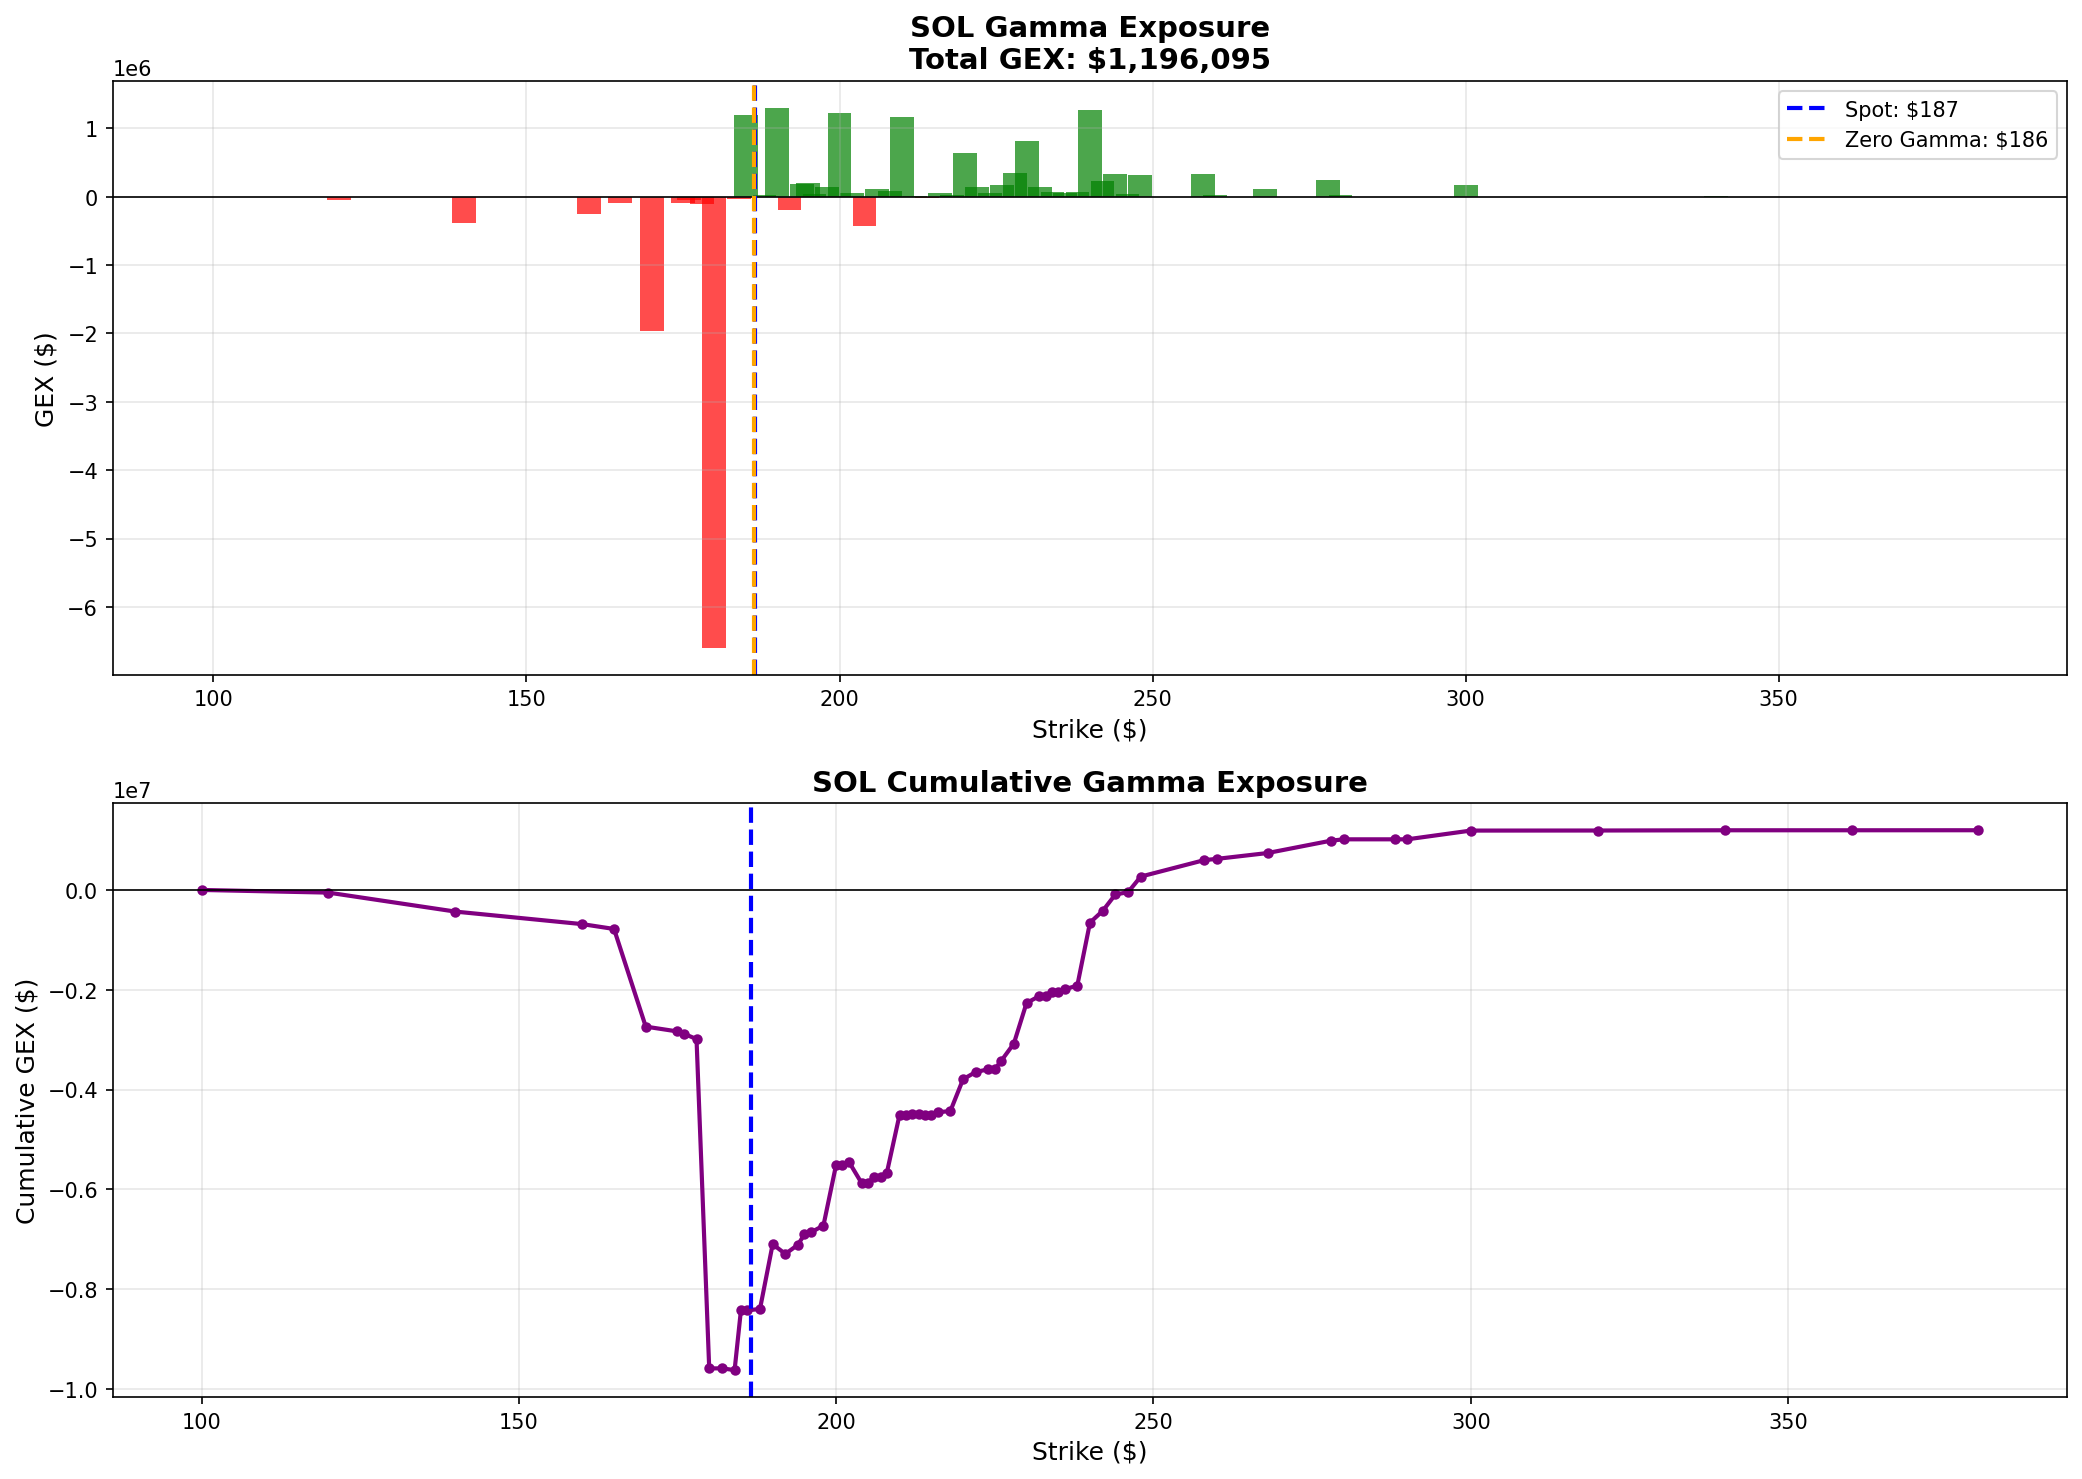 SOL Gamma Exposure
Total GEX: $1,196,095
1e6
Spot: $187
Zero Gamma: $186
1
0
−1
−2
−3
−4
−5
−6
GEX ($)
100
150
200
250
300
350
Strike ($)
SOL Cumulative Gamma Exposure
1e7
0.0
−0.2
−0.4
−0.6
−0.8
−1.0
Cumulative GEX ($)
100
150
200
250
300
350
Strike ($)